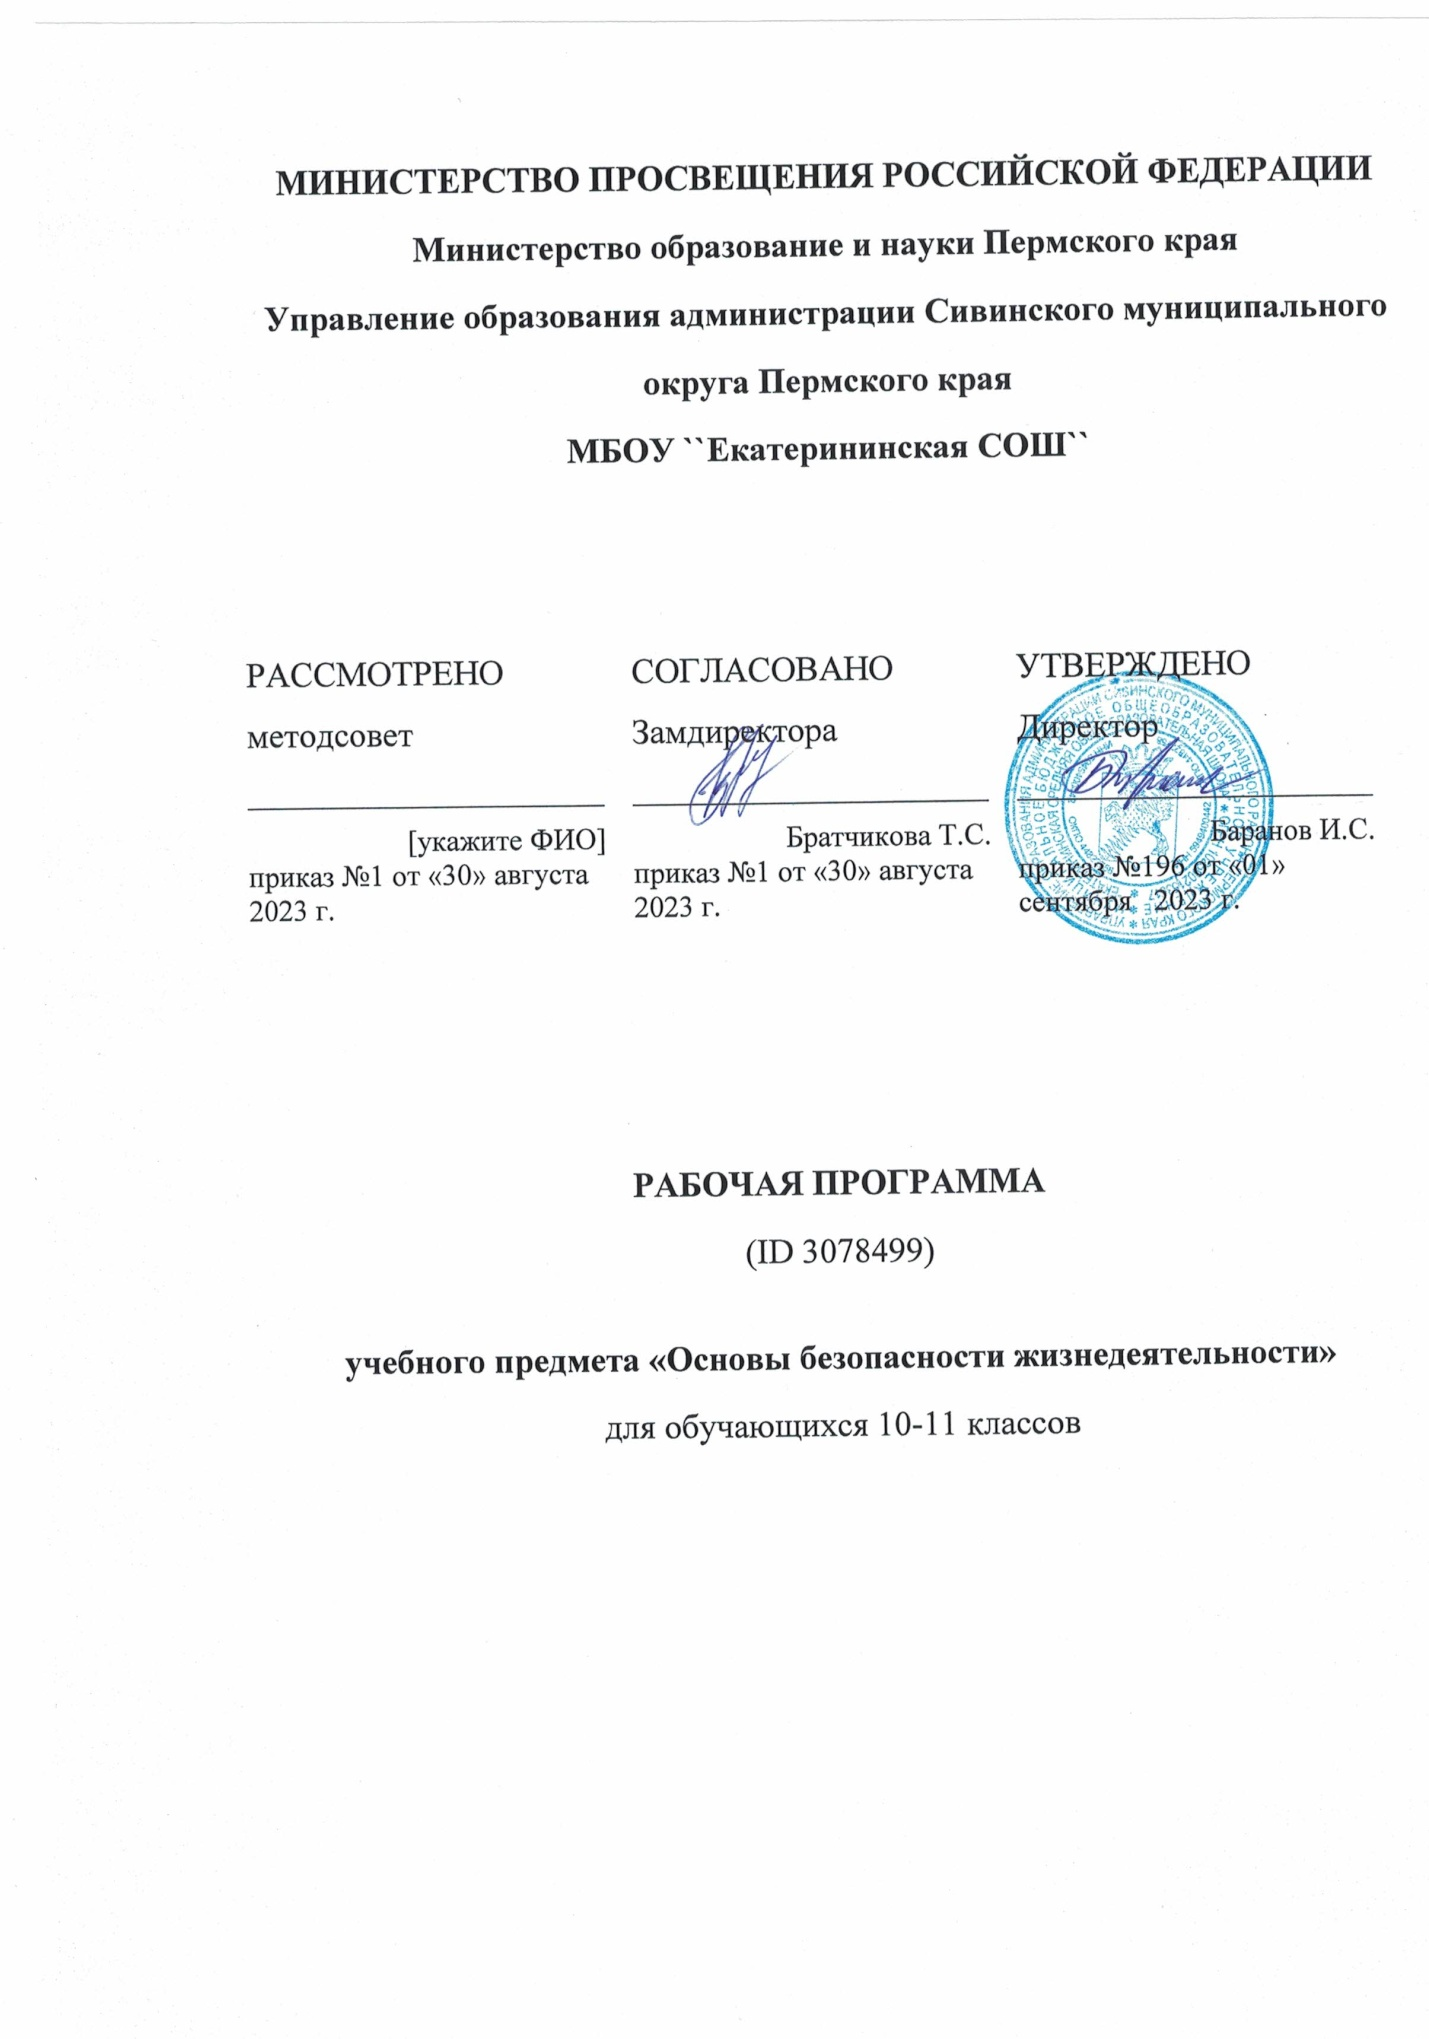 МИНИСТЕРСТВО ПРОСВЕЩЕНИЯ РОССИЙСКОЙ ФЕДЕРАЦИИ
Министерство образование и науки Пермского края
Управление образования администрации Сивинского муниципального
округа Пермского края
МБОУ ``Екатерининская СОШ``
РАССМОТРЕНО
методсовет
[укажите ФИО]
приказ №1 от «30» августа
2023 г.
СОГЛАСОВАНО
Замдиректора
Братчикова Т.С.
приказ №1 от «30» августа
2023 г.
УТВЕРЖДЕНО
Директор
Баранов И.С.
приказ №196 от «01»
сентября 2023 г.
РАБОЧАЯ ПРОГРАММА
(ID 3078499)
учебного предмета «Основы безопасности жизнедеятельности»
для обучающихся 10-11 классов